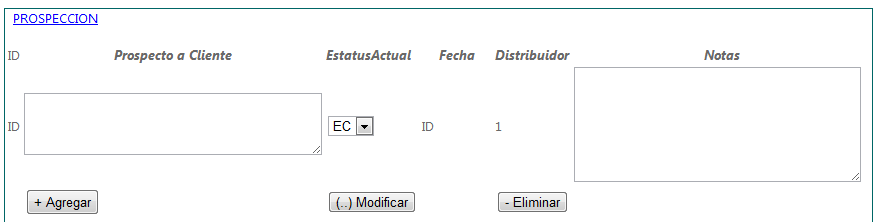 PROSPECCION
ID Prospecto a Cliente EstatusActual Fecha Distribuidor Notas
ID EC ID 1
+ Agregar (..) Modificar - Eliminar